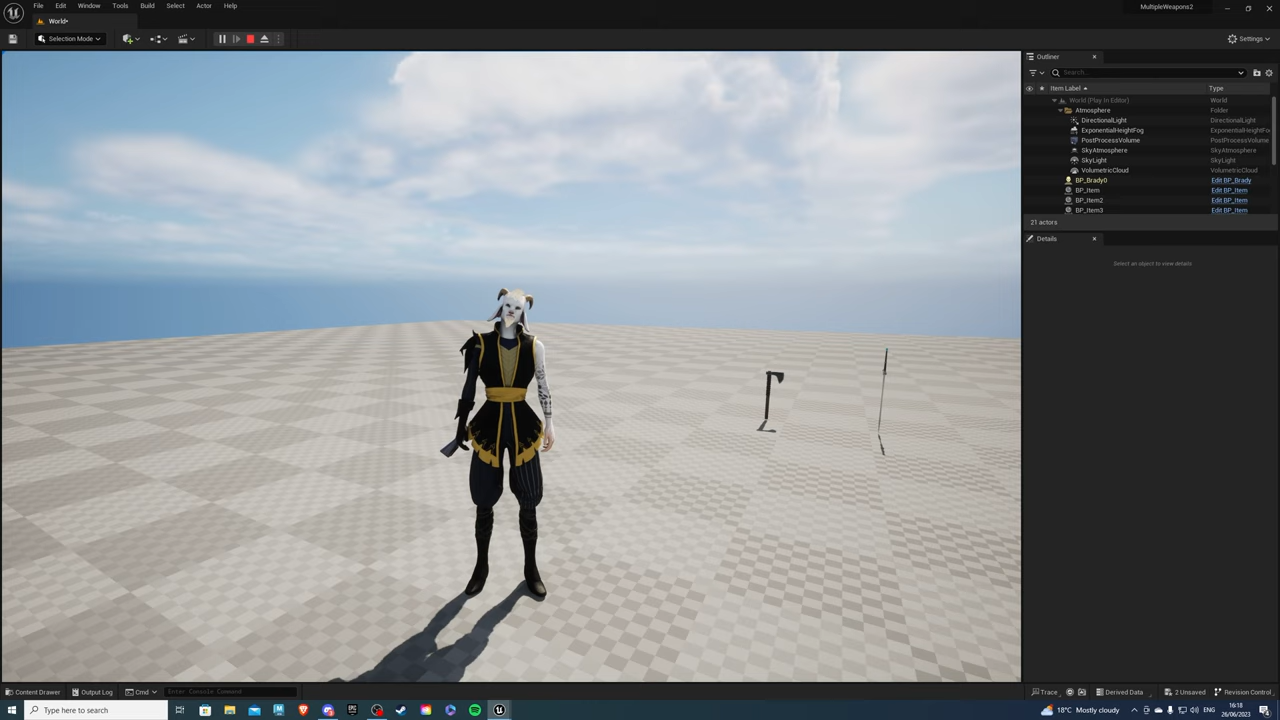 File Edit Window Tools Build Select Actor Help
MultipleWeapons2
World*
Selection Mode
Settings
Outliner
Search...
Item Label Type
World (Play In Editor) World
Atmosphere Folder
DirectionalLight DirectionalLight
ExponentialHeightFog ExponentialHeightFo
PostProcessVolume PostProcessVolume
SkyAtmosphere SkyAtmosphere
SkyLight SkyLight
VolumetricCloud VolumetricCloud
BP_Brady0 Edit BP_Brady
BP_Item Edit BP_Item
BP_Item2 Edit BP_Item
BP_Item3 Edit BP_Item
21 actors
Details
Select an object to view details
Content Drawer Output Log Cmd Enter Console Command Trace Derived Data 2 Unsaved Revision Control
Type here to search
18°C Mostly cloudy ENG
16:18
26/06/2023